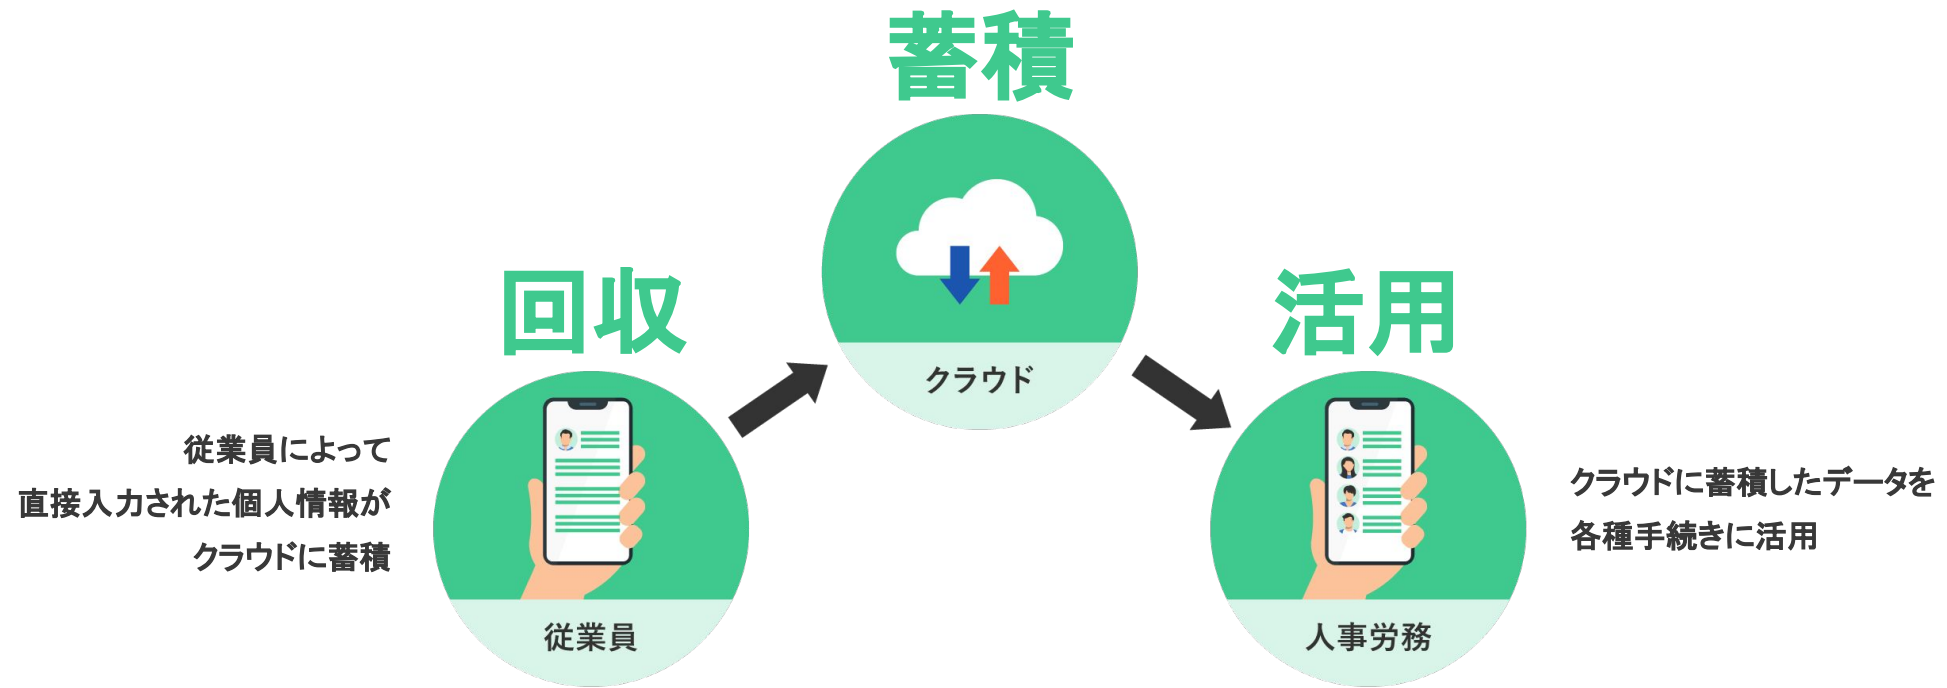 蓄積
クラウド
回収
従業員によって
直接入力された個人情報が
クラウドに蓄積
従業員
活用
人事労務
クラウドに蓄積したデータを
各種手続きに活用